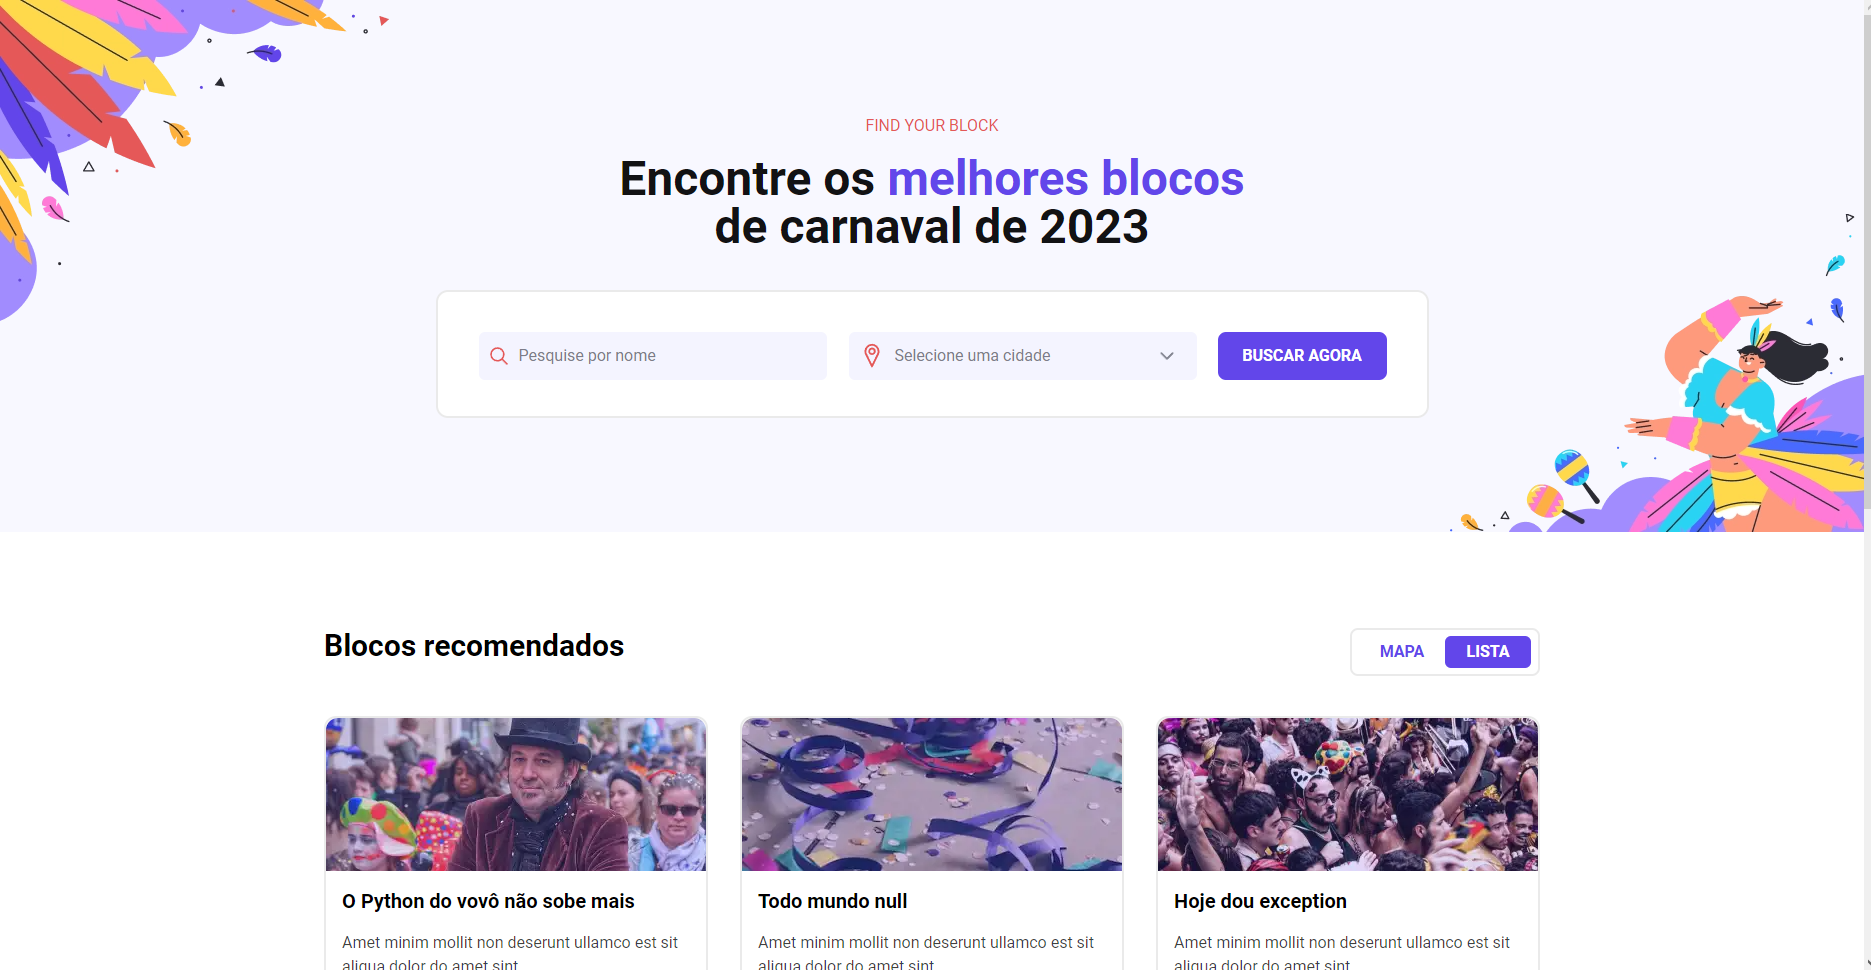 FIND YOUR BLOCK
Encontre os melhores blocos
de carnaval de 2023
Pesquise por nome
Selecione uma cidade
BUSCAR AGORA
Blocos recomendados
MAPA
LISTA
O Python do vovô não sobe mais
Amet minim mollit non deserunt ullamco est sit
aliqua dolor do amet sint.
Todo mundo null
Amet minim mollit non deserunt ullamco est sit
aliqua dolor do amet sint.
Hoje dou exception
Amet minim mollit non deserunt ullamco est sit
aliqua dolor do amet sint.